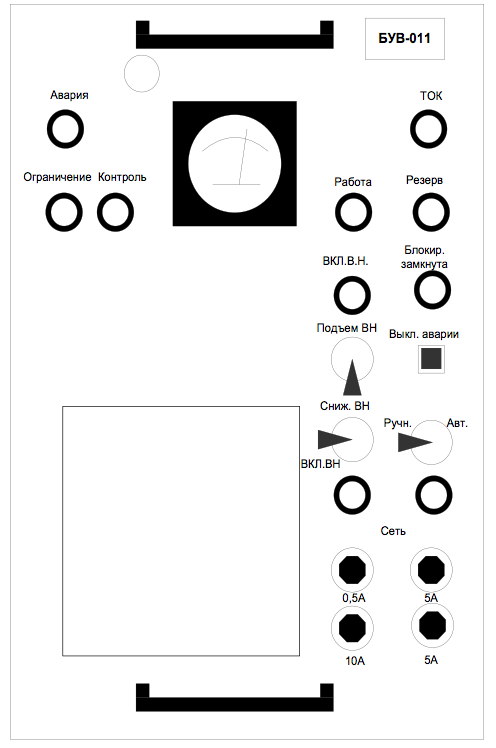 БУВ-011
Авария
ТОК
Ограничение
Контроль
Работа
Резерв
ВКЛ.В.Н.
Блокир.
замкнута
Подъем ВН
Выкл. аварии
Сниж. ВН
Ручн.
Авт.
ВКЛ.ВН
Сеть
0,5А
5А
10А
5А